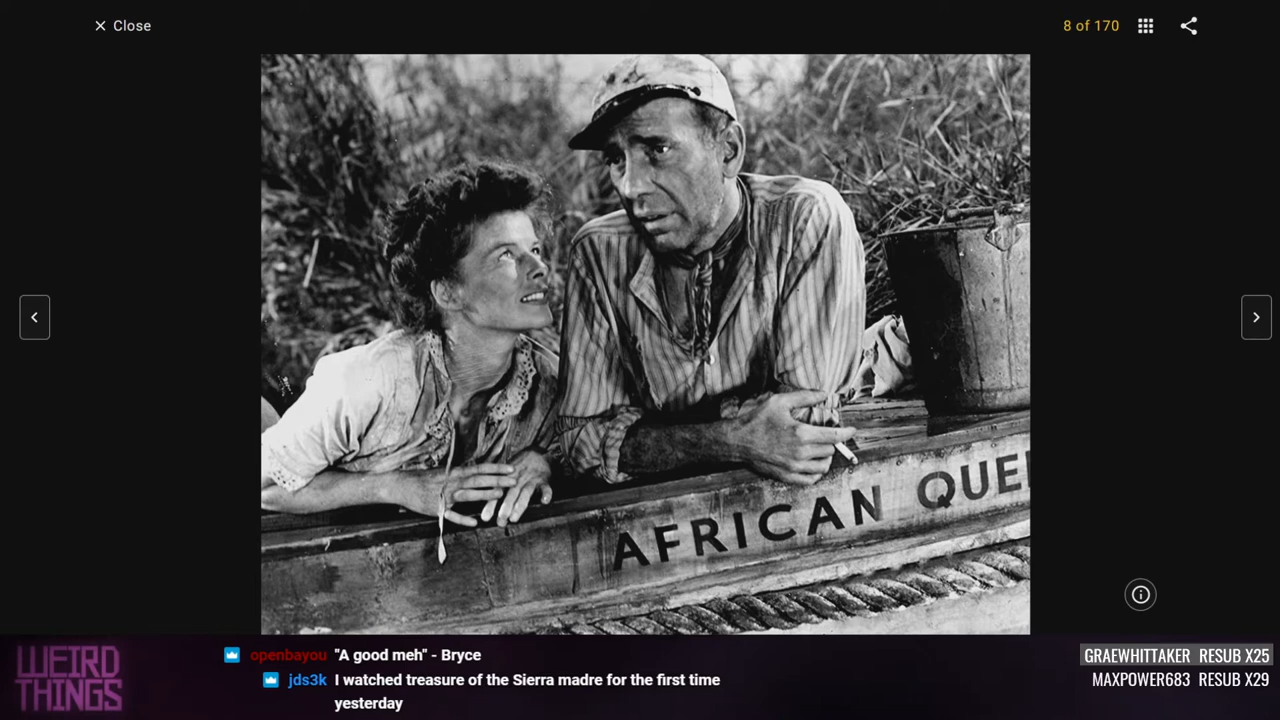 Close
8 of 170
AFRICAN QUE
openbayou "A good meh" - Bryce
jds3k I watched treasure of the Sierra madre for the first time
yesterday
WEIRD
THINGS
GRAEWHITTAKER RESUB X25
MAXPOWER683 RESUB X29